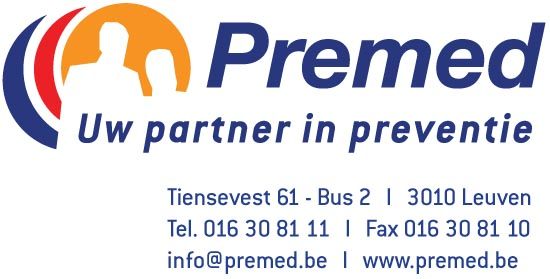 Premed
Uw partner in preventie
Tiensevest 61 - Bus 2 | 3010 Leuven
Tel. 016 30 81 11 | Fax 016 30 81 10
info@premed.be | www.premed.be